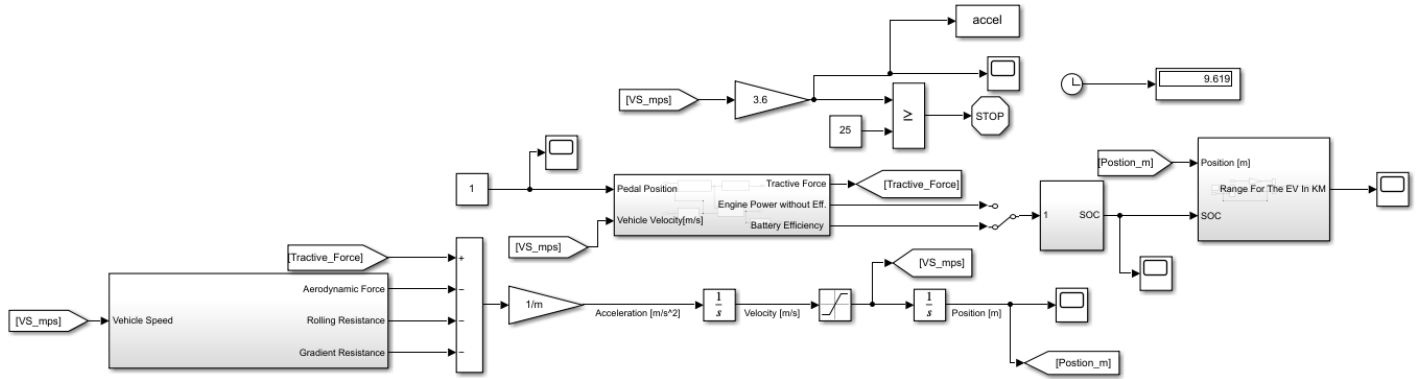 accel
[VS_mps]
3.6
≥
25
STOP
9.619
1
Pedal Position
Vehicle Velocity[m/s]
Tractive Force
Engine Power without Eff.
Battery Efficiency
[Tractive_Force]
[VS_mps]
1
SOC
[Postion_m]
Position [m]
SOC
Range For The EV In KM
[Tractive_Force]
[VS_mps]
Vehicle Speed
Aerodynamic Force
Rolling Resistance
Gradient Resistance
+
−
−
−
1/m
Acceleration [m/s^2]
1
s
Velocity [m/s]
[VS_mps]
1
s
Position [m]
[Postion_m]